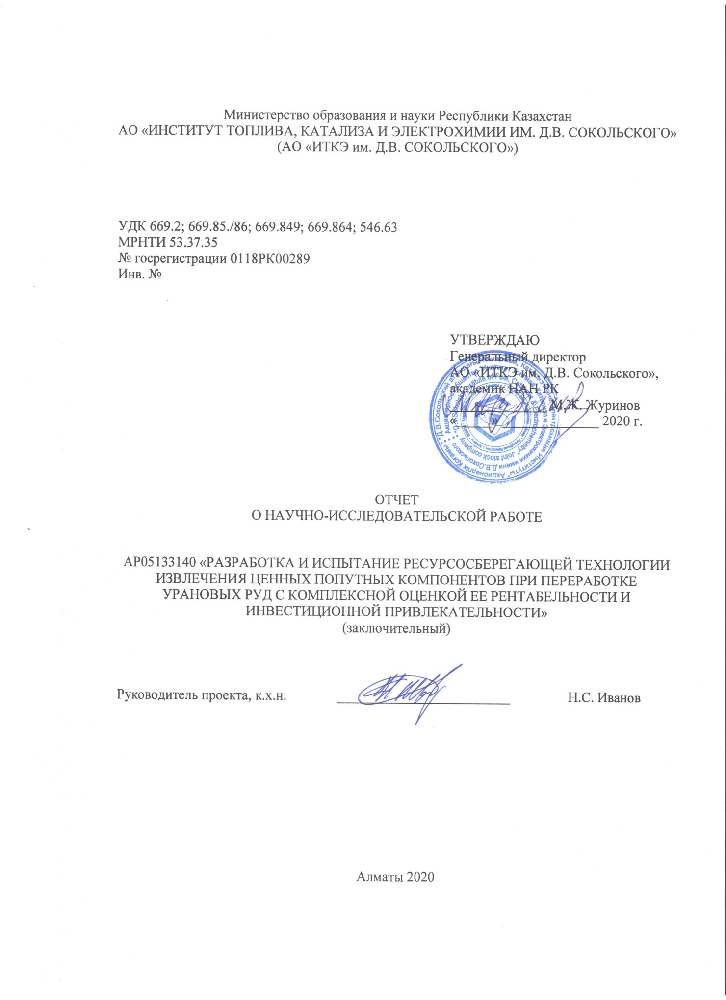 Министерство образования и науки Республики Казахстан
АО «ИНСТИТУТ ТОПЛИВА, КАТАЛИЗА И ЭЛЕКТРОХИМИИ ИМ. Д.В. СОКОЛЬСКОГО»
(АО «ИТКЭ им. Д.В. СОКОЛЬСКОГО»)
УДК 669.2; 669.85./86; 669.849; 669.864; 546.63
МРНТИ 53.37.35
№ госрегистрации 0118РК00289
Инв. №
УТВЕРЖДАЮ
Генеральный директор
АО «ИТКЭ им. Д.В. Сокольского»,
академик НАН РК
______________ М.Ж. Журинов
«_____» ______________ 2020 г.
ОТЧЕТ
О НАУЧНО-ИССЛЕДОВАТЕЛЬСКОЙ РАБОТЕ
АР05133140 «РАЗРАБОТКА И ИСПЫТАНИЕ РЕСУРСОСБЕРЕГАЮЩЕЙ ТЕХНОЛОГИИ
ИЗВЛЕЧЕНИЯ ЦЕННЫХ ПОПУТНЫХ КОМПОНЕНТОВ ПРИ ПЕРЕРАБОТКЕ
УРАНОВЫХ РУД С КОМПЛЕКСНОЙ ОЦЕНКОЙ ЕЕ РЕНТАБЕЛЬНОСТИ И
ИНВЕСТИЦИОННОЙ ПРИВЛЕКАТЕЛЬНОСТИ»
(заключительный)
Руководитель проекта, к.х.н. _________________________ Н.С. Иванов
Алматы 2020